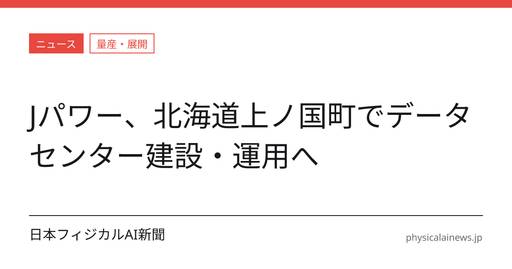 ニュース
量産・展開
Jパワー、北海道上ノ国町でデータ
センター建設・運用へ
日本フィジカルAI新聞
physicalainews.jp